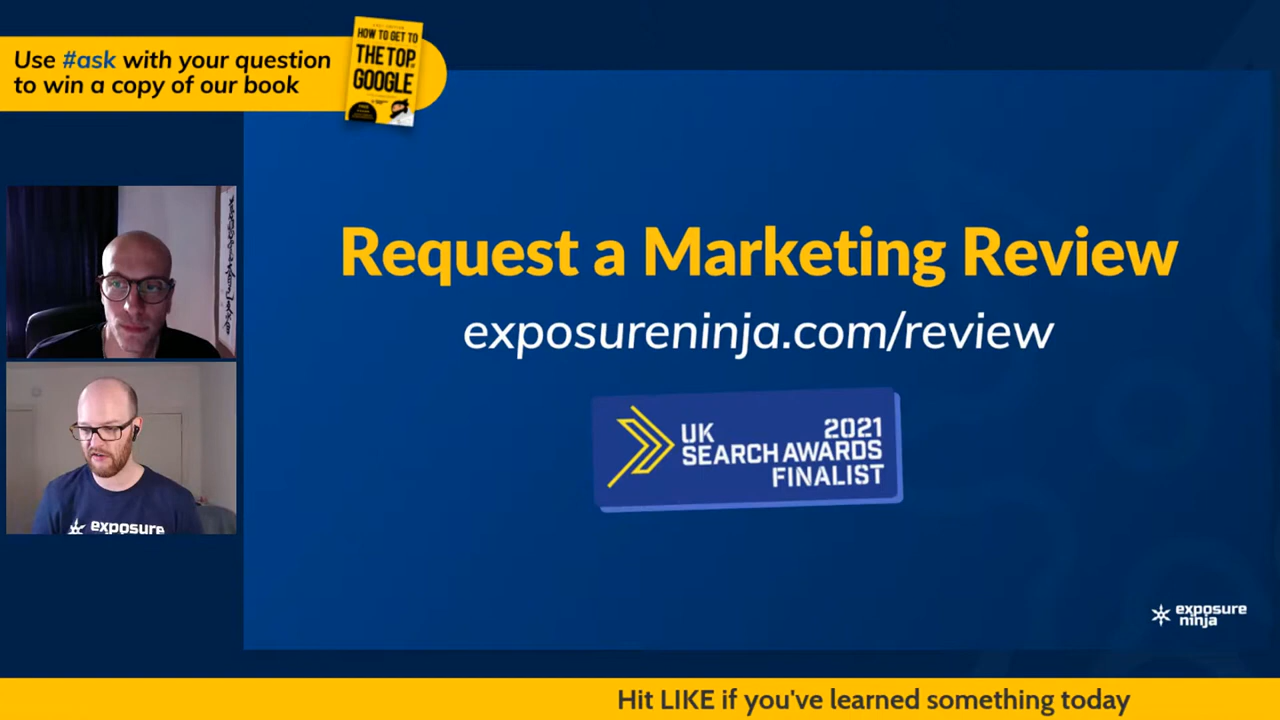 Use #ask with your question
to win a copy of our book
HOW TO GET TO
THE TOP
GOOGLE
Request a Marketing Review
exposureninja.com/review
UK
SEARCH AWARDS
2021
FINALIST
exposure
exposure
ninja
Hit LIKE if you've learned something today